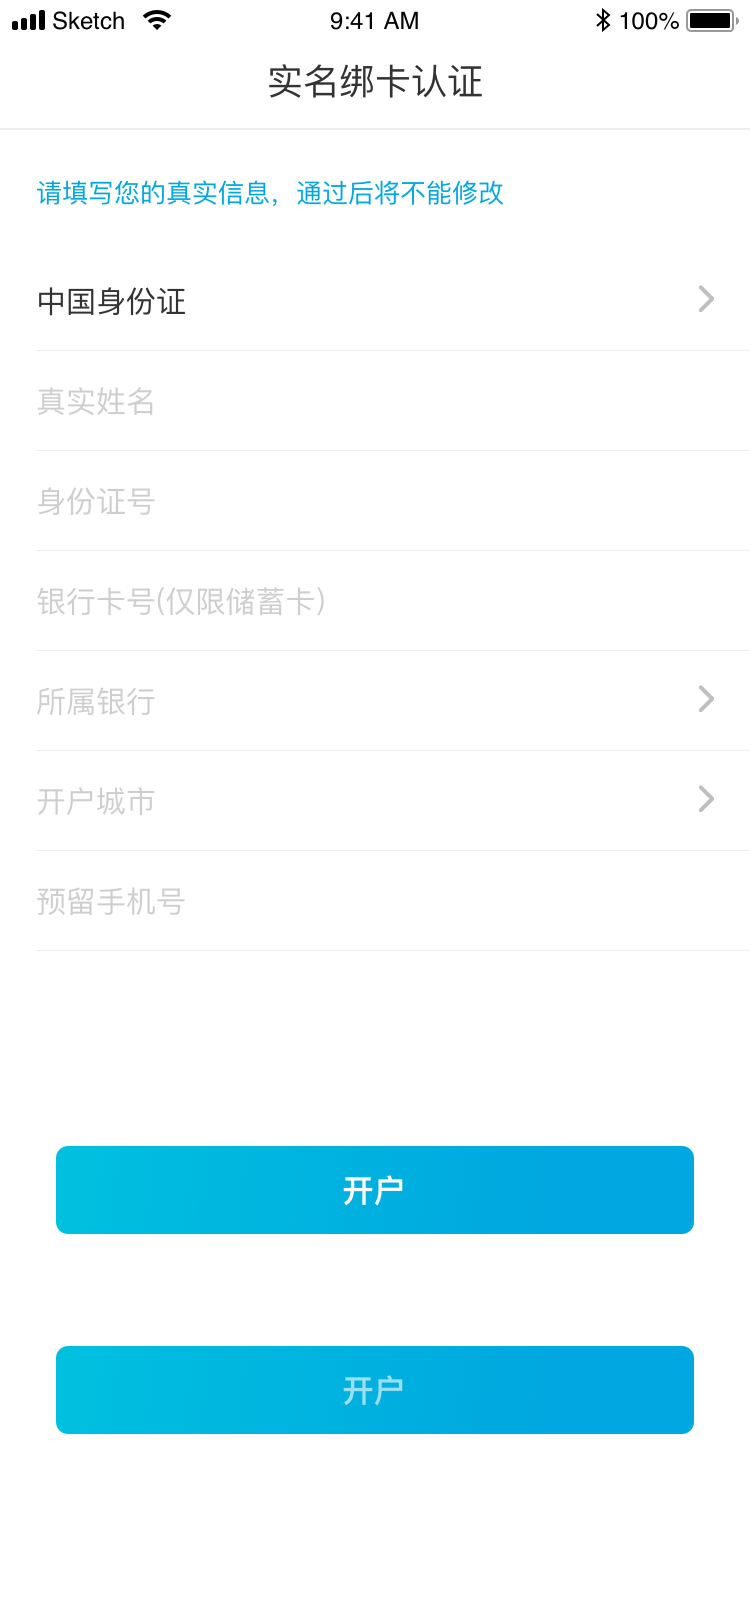 Sketch 9:41 AM 100%
实名绑卡认证
请填写您的真实信息，通过后将不能修改
中国身份证
真实姓名
身份证号
银行卡号(仅限储蓄卡)
所属银行
开户城市
预留手机号
开户
开户